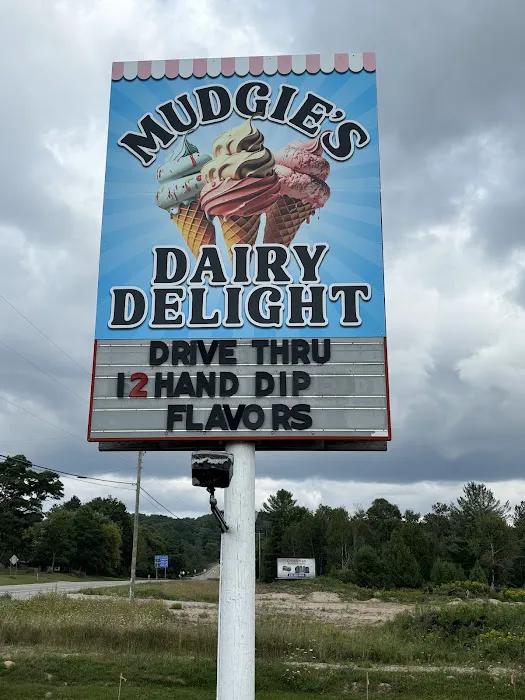 MUDGIE'S
DAIRY
DELIGHT
DRIVE THRU
12 HAND DIP
FLAVORS